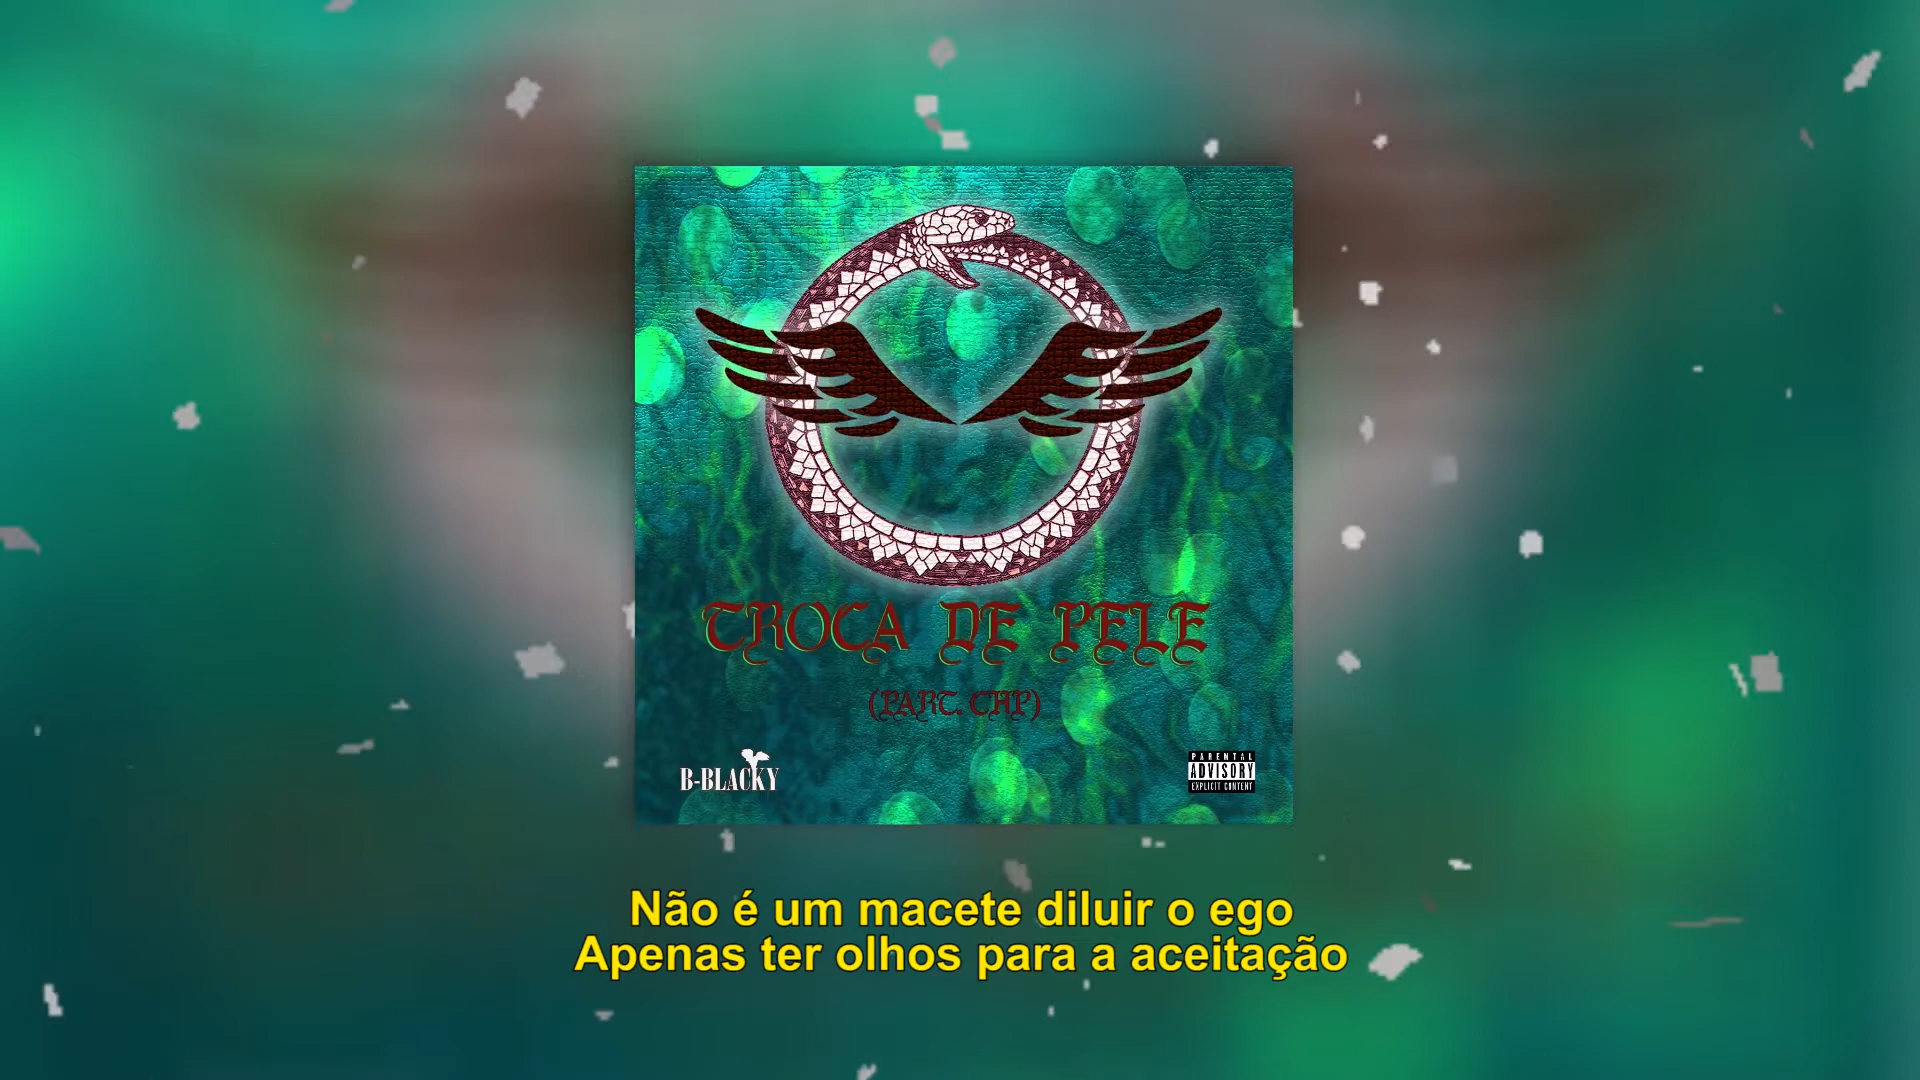 TROCA DE PELE
(PART. CHP)
B-BLACKY
PARENTAL
ADVISORY
EXPLICIT CONTENT
Não é um macete diluir o ego
Apenas ter olhos para a aceitação